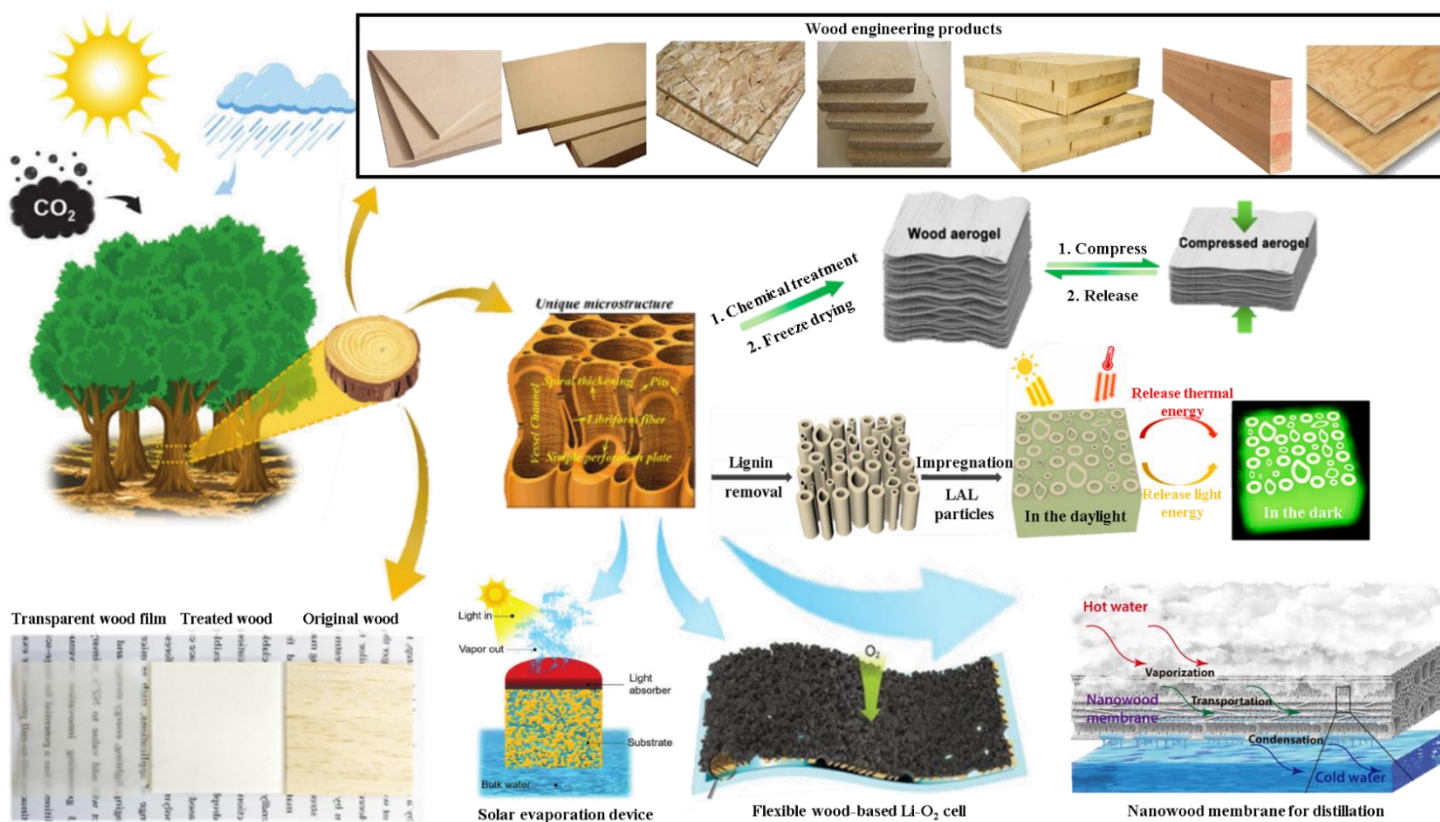 Wood engineering products
CO₂
Unique microstructure
Spiral thickening
Pits
Vessel Channel
Libriform fiber
Simple perforation plate
1. Chemical treatment
2. Freeze drying
Wood aerogel
1. Compress
2. Release
Compressed aerogel
Lignin
removal
Impregnation
LAL
particles
In the daylight
Release thermal
energy
Release light
energy
In the dark
Transparent wood film
Treated wood
Original wood
Light in
Vapor out
Light
absorber
Substrate
Bulk water
Solar evaporation device
O₂
Flexible wood-based Li-O₂ cell
Hot water
Vaporization
Nanowood
membrane
Transportation
Condensation
Cold water
Nanowood membrane for distillation